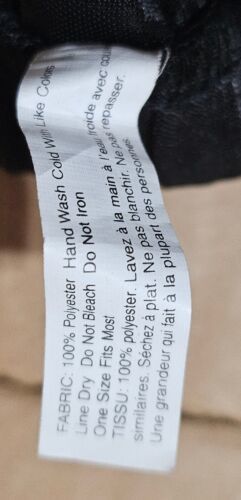 FABRIC: 100% Polyester Hand Wash Cold With Like Colors
Line Dry Do Not Bleach Do Not Iron
One Size Fits Most
TISSU: 100% polyester. Lavez à la main à l'eau froide avec
similaires. Séchez à plat. Ne pas blanchir. Ne pas repasser.
Une grandeur qui fait à la plupart des personnes